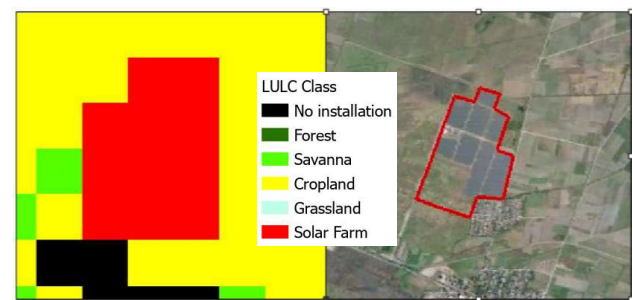 LULC Class
No installation
Forest
Savanna
Cropland
Grassland
Solar Farm